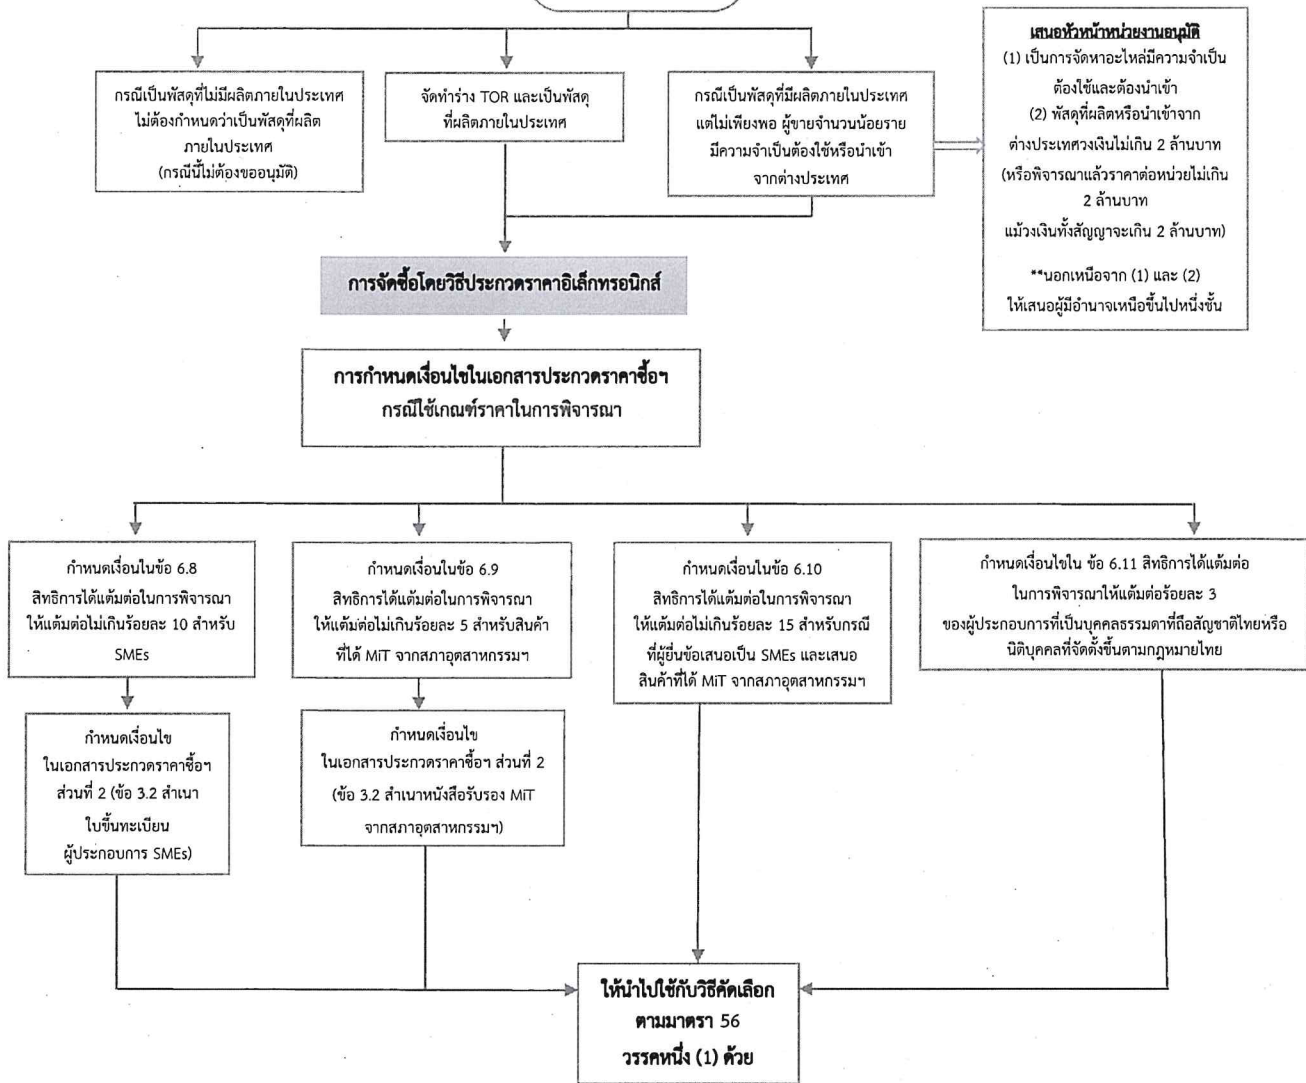 กรณีเป็นพัสดุที่ไม่มีผลิตภายในประเทศ
ไม่ต้องกำหนดว่าเป็นพัสดุที่ผลิต
ภายในประเทศ
(กรณีนี้ไม่ต้องขออนุมัติ)
จัดทำร่าง TOR และเป็นพัสดุ
ที่ผลิตภายในประเทศ
กรณีเป็นพัสดุที่มีผลิตภายในประเทศ
แต่ไม่เพียงพอ ผู้ขายจำนวนน้อยราย
มีความจำเป็นต้องใช้หรือนำเข้า
จากต่างประเทศ
เสนอหัวหน้าหน่วยงานอนุมัติ
(1) เป็นการจัดหาอะไหล่มีความจำเป็น
ต้องใช้และต้องนำเข้า
(2) พัสดุที่ผลิตหรือนำเข้าจาก
ต่างประเทศวงเงินไม่เกิน 2 ล้านบาท
(หรือพิจารณาแล้วราคาต่อหน่วยไม่เกิน
2 ล้านบาท
แม้วงเงินทั้งสัญญาจะเกิน 2 ล้านบาท)
**นอกเหนือจาก (1) และ (2)
ให้เสนอผู้มีอำนาจเหนือขึ้นไปหนึ่งชั้น
การจัดซื้อโดยวิธีประกวดราคาอิเล็กทรอนิกส์
การกำหนดเงื่อนไขในเอกสารประกวดราคาซื้อฯ
กรณีใช้เกณฑ์ราคาในการพิจารณา
กำหนดเงื่อนในข้อ 6.8
สิทธิการได้แต้มต่อในการพิจารณา
ให้แต้มต่อไม่เกินร้อยละ 10 สำหรับ
SMEs
กำหนดเงื่อนในข้อ 6.9
สิทธิการได้แต้มต่อในการพิจารณา
ให้แต้มต่อไม่เกินร้อยละ 5 สำหรับสินค้า
ที่ได้ MiT จากสภาอุตสาหกรรมฯ
กำหนดเงื่อนในข้อ 6.10
สิทธิการได้แต้มต่อในการพิจารณา
ให้แต้มต่อไม่เกินร้อยละ 15 สำหรับกรณี
ที่ผู้ยื่นข้อเสนอเป็น SMEs และเสนอ
สินค้าที่ได้ MiT จากสภาอุตสาหกรรมฯ
กำหนดเงื่อนไขใน ข้อ 6.11 สิทธิการได้แต้มต่อ
ในการพิจารณาให้แต้มต่อร้อยละ 3
ของผู้ประกอบการที่เป็นบุคคลธรรมดาที่ถือสัญชาติไทยหรือ
นิติบุคคลที่จัดตั้งขึ้นตามกฎหมายไทย
กำหนดเงื่อนไข
ในเอกสารประกวดราคาซื้อฯ
ส่วนที่ 2 (ข้อ 3.2 สำเนา
ใบขึ้นทะเบียน
ผู้ประกอบการ SMEs)
กำหนดเงื่อนไข
ในเอกสารประกวดราคาซื้อฯ ส่วนที่ 2
(ข้อ 3.2 สำเนาหนังสือรับรอง MiT
จากสภาอุตสาหกรรมฯ)
ให้นำไปใช้กับวิธีคัดเลือก
ตามมาตรา 56
วรรคหนึ่ง (1) ด้วย